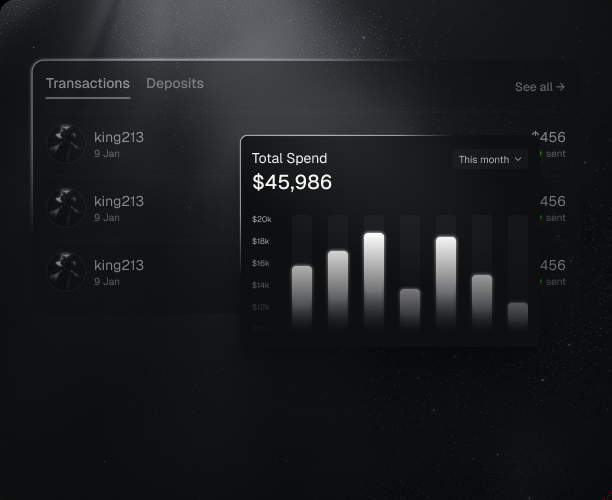 Transactions Deposits See all →
king213
9 Jan
456
sent
king213
9 Jan
456
sent
king213
9 Jan
456
sent
Total Spend
This month
$45,986
$20k
$18k
$16k
$14k
$12k